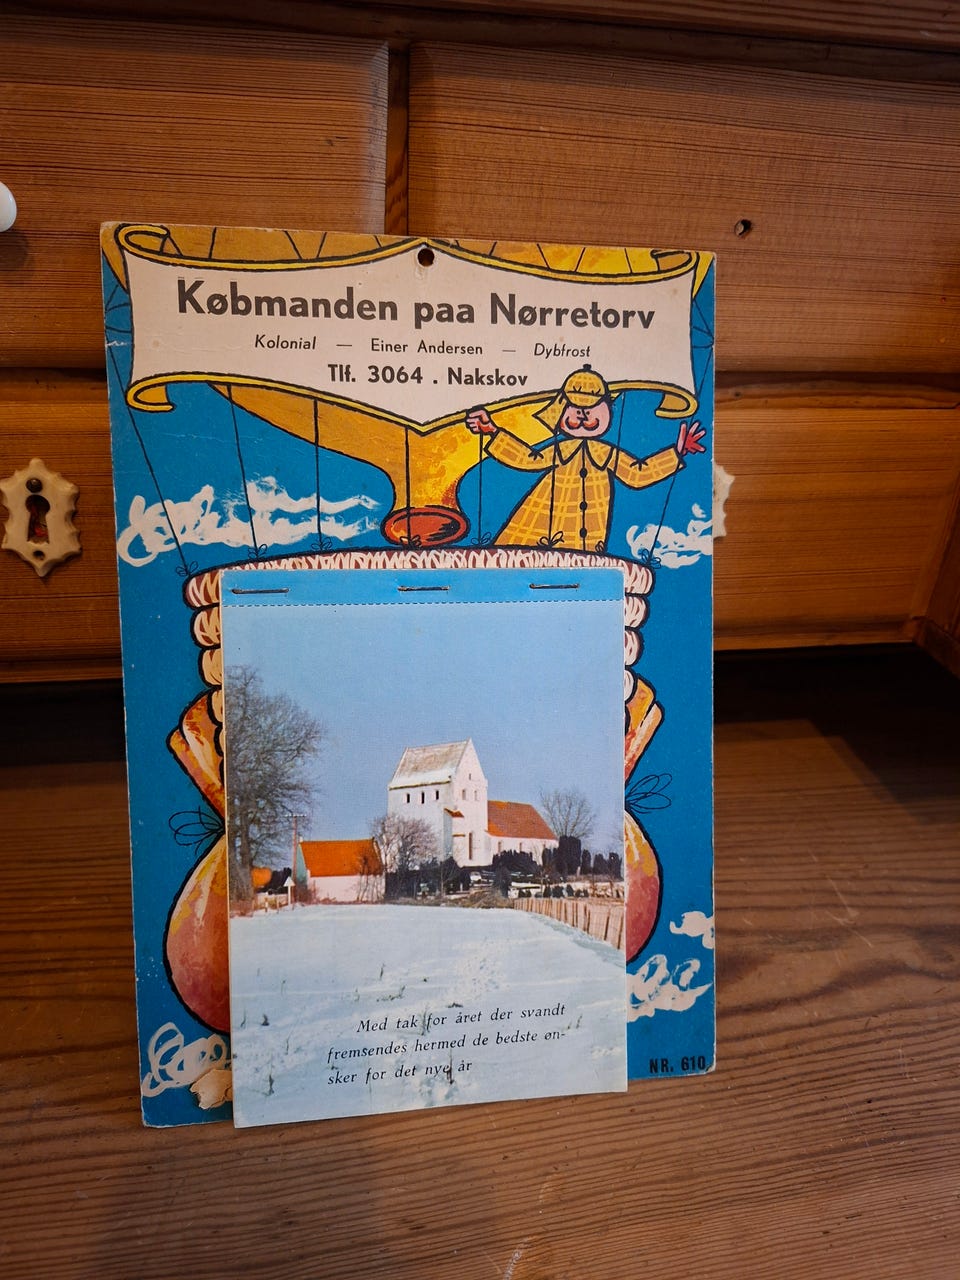 Købmanden paa Nørretorv
Kolonial — Einer Andersen — Dybfrost
Tlf. 3064 . Nakskov
Med tak for året der svandt
fremsendes hermed de bedste øn-
sker for det nye år
NR. 610